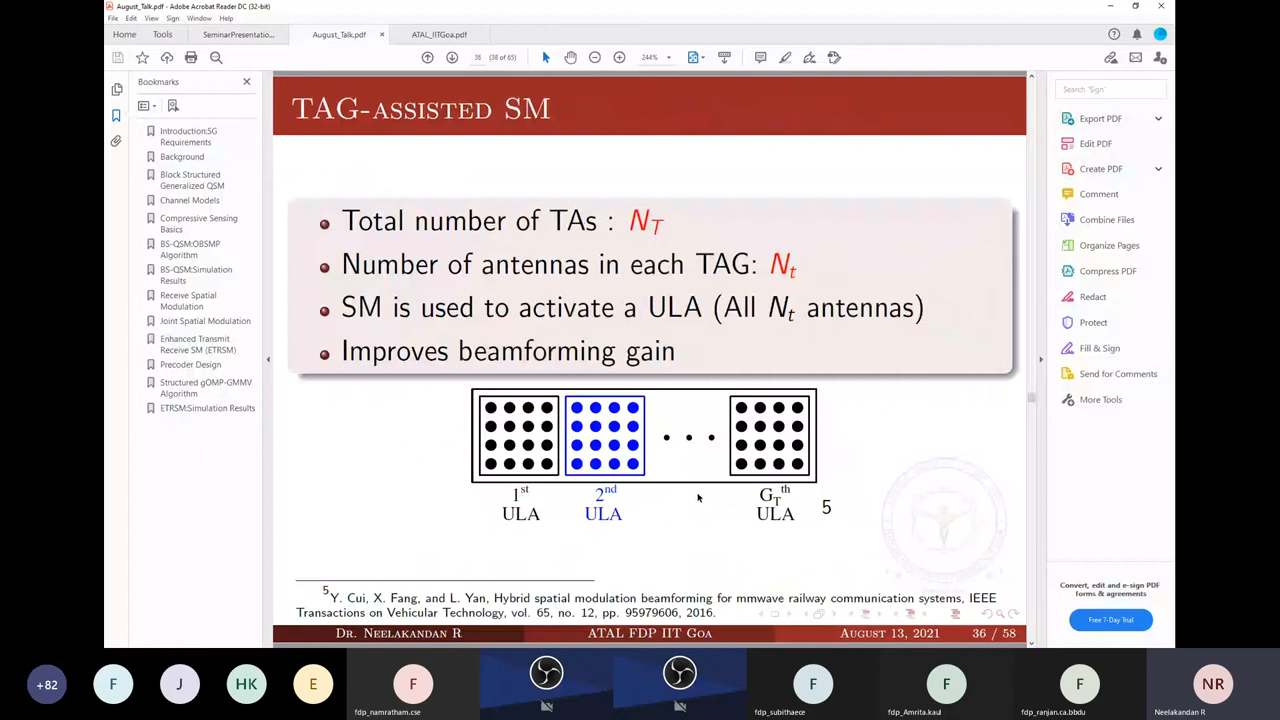 August_Talk.pdf - Adobe Acrobat Reader DC (32-bit)
File Edit View Sign Window Help
Home Tools SeminarPresentatio... August_Talk.pdf × ATAL_IITGoa.pdf
38 (38 of 65) 244%
Bookmarks
Introduction:5G
Requirements
Background
Block Structured
Generalized QSM
Channel Models
Compressive Sensing
Basics
BS-QSM:OBSMP
Algorithm
BS-QSM:Simulation
Results
Receive Spatial
Modulation
Joint Spatial Modulation
Enhanced Transmit
Receive SM (ETRSM)
Precoder Design
Structured gOMP-GMMV
Algorithm
ETRSM:Simulation Results
TAG-ASSISTED SM
Total number of TAs : N_T
Number of antennas in each TAG: N_t
SM is used to activate a ULA (All N_t antennas)
Improves beamforming gain
1st ULA
2nd ULA
G_T th ULA
5
5 Y. Cui, X. Fang, and L. Yan, Hybrid spatial modulation beamforming for mmwave railway communication systems, IEEE
Transactions on Vehicular Technology, vol. 65, no. 12, pp. 95979606, 2016.
DR. NEELAKANDAN R ATAL FDP IIT GOA AUGUST 13, 2021 36 / 58
Search 'Sign'
Export PDF
Edit PDF
Create PDF
Comment
Combine Files
Organize Pages
Compress PDF
Redact
Protect
Fill & Sign
Send for Comments
More Tools
Convert, edit and e-sign PDF
forms & agreements
Free 7-Day Trial
+82 F J HK E F F F F NR
fdp_namratham.cse fdp_subithaece fdp_Amrita.kaul fdp_ranjan.ca.bbdu Neelakandan R